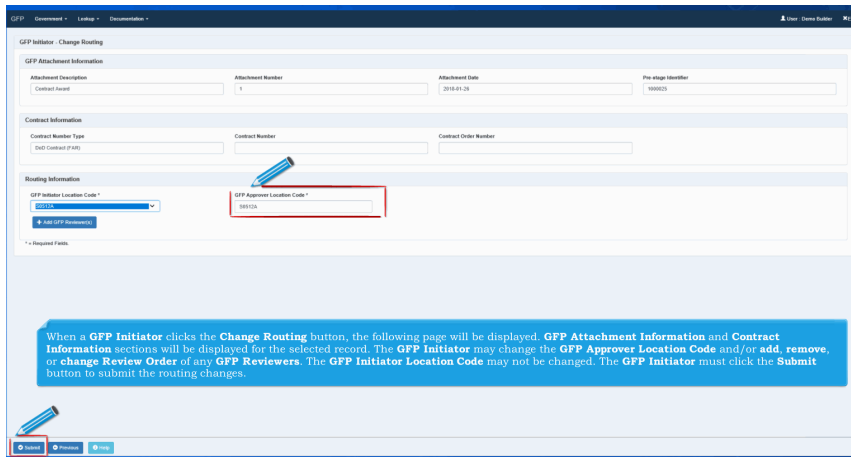 GFP Government Lookup Documentation User : Demo Builder
GFP Initiator - Change Routing
GFP Attachment Information
Attachment Description Attachment Number Attachment Date Pre-stage Identifier
Contract Award 1 2018-01-26 1000025
Contract Information
Contract Number Type Contract Number Contract Order Number
DoD Contract (FAR)
Routing Information
GFP Initiator Location Code * GFP Approver Location Code *
S0512A S0512A
+ Add GFP Reviewer(s)
* = Required Fields
When a GFP Initiator clicks the Change Routing button, the following page will be displayed. GFP Attachment Information and Contract
Information sections will be displayed for the selected record. The GFP Initiator may change the GFP Approver Location Code and/or add, remove,
or change Review Order of any GFP Reviewers. The GFP Initiator Location Code may not be changed. The GFP Initiator must click the Submit
button to submit the routing changes.
Submit Previous Help